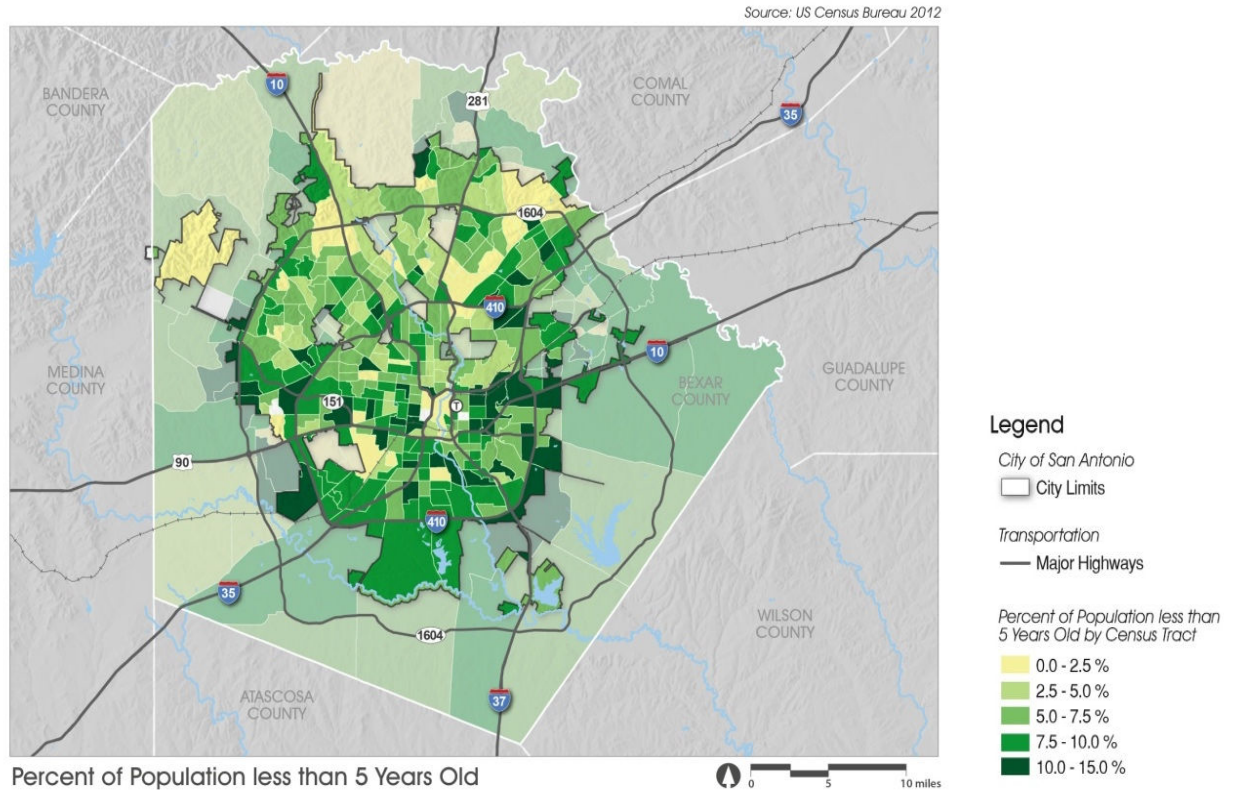 Source: US Census Bureau 2012
BANDERA
COUNTY
10
281
COMAL
COUNTY
35
1604
410
MEDINA
COUNTY
10
BEXAR
COUNTY
GUADALUPE
COUNTY
151
T
90
410
35
1604
WILSON
COUNTY
ATASCOSA
COUNTY
37
Legend
City of San Antonio
City Limits
Transportation
Major Highways
Percent of Population less than
5 Years Old by Census Tract
0.0 - 2.5 %
2.5 - 5.0 %
5.0 - 7.5 %
7.5 - 10.0 %
10.0 - 15.0 %
Percent of Population less than 5 Years Old
0 5 10 miles